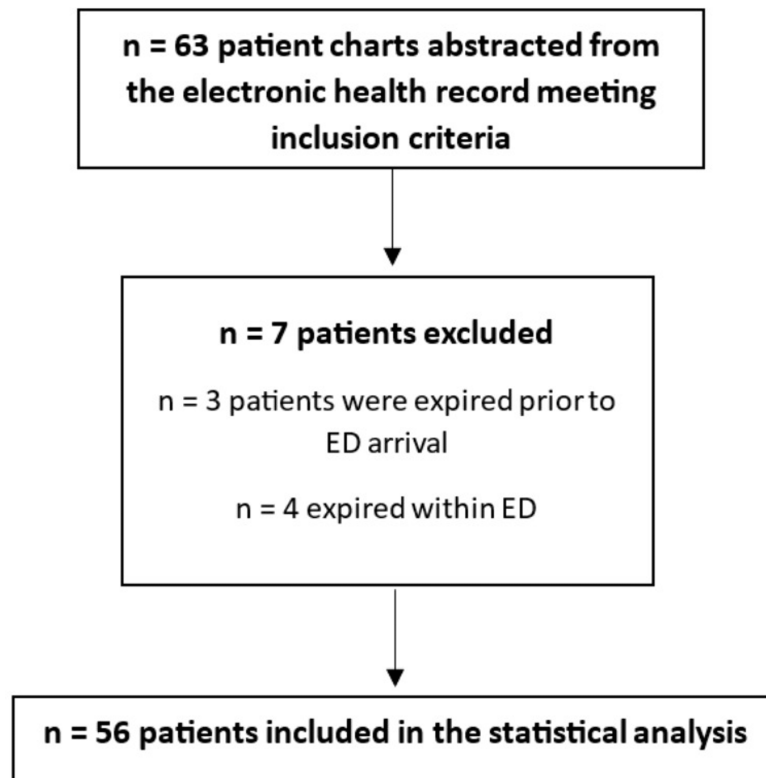 n = 63 patient charts abstracted from
the electronic health record meeting
inclusion criteria
n = 7 patients excluded
n = 3 patients were expired prior to
ED arrival
n = 4 expired within ED
n = 56 patients included in the statistical analysis